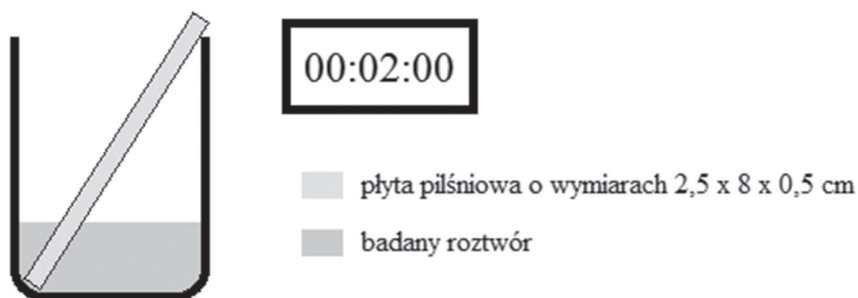 00:02:00
płyta pilśniowa o wymiarach 2,5 x 8 x 0,5 cm
badany roztwór